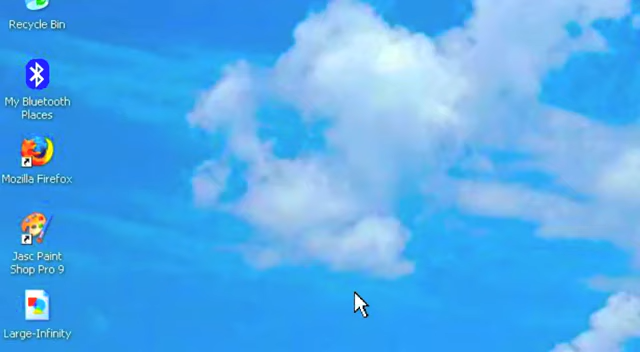 Recycle Bin
My Bluetooth
Places
Mozilla Firefox
Jasc Paint
Shop Pro 9
Large-Infinity